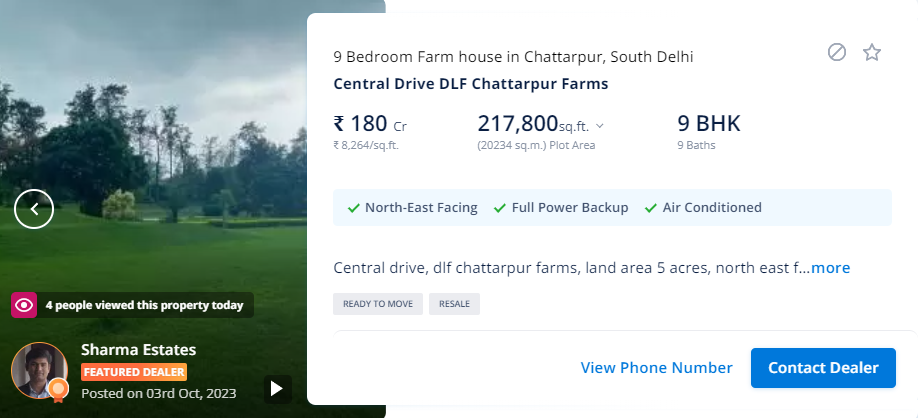 9 Bedroom Farm house in Chattarpur, South Delhi
Central Drive DLF Chattarpur Farms
₹ 180 Cr
₹ 8,264/sq.ft.
217,800sq.ft.
(20234 sq.m.) Plot Area
9 BHK
9 Baths
North-East Facing
Full Power Backup
Air Conditioned
Central drive, dlf chattarpur farms, land area 5 acres, north east f...more
READY TO MOVE
RESALE
4 people viewed this property today
Sharma Estates
FEATURED DEALER
Posted on 03rd Oct, 2023
View Phone Number
Contact Dealer